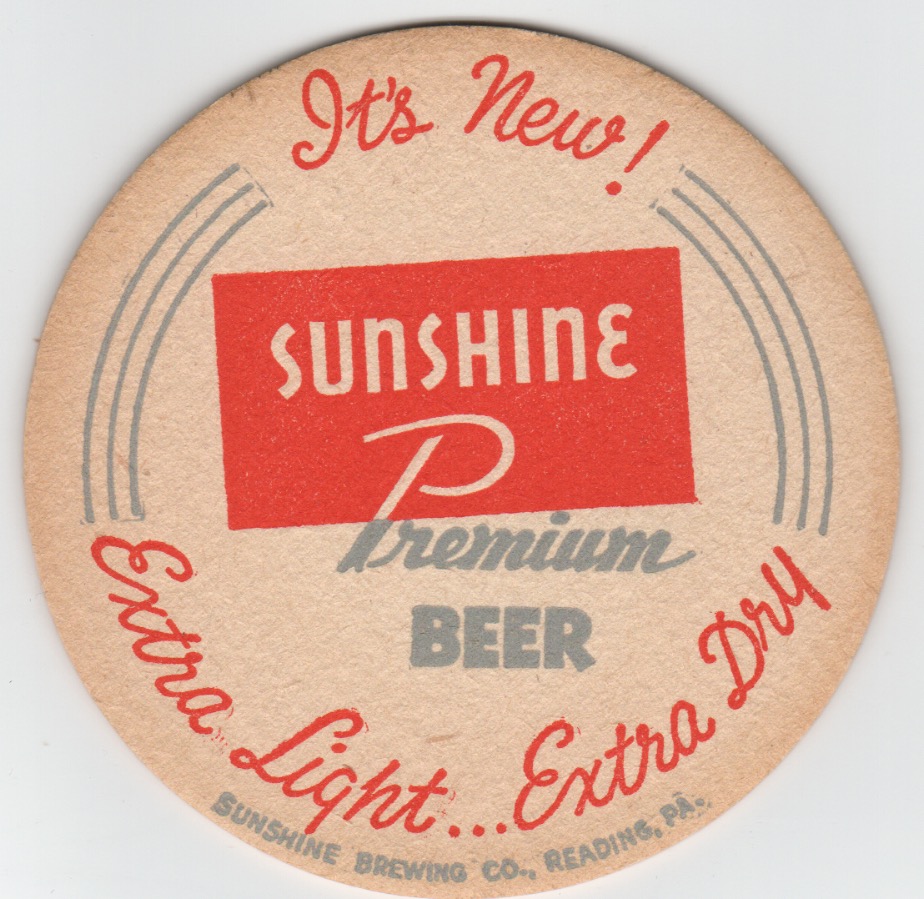 It's New!
SUNSHINE
Premium
BEER
Extra Light...Extra Dry
SUNSHINE BREWING CO., READING, PA.